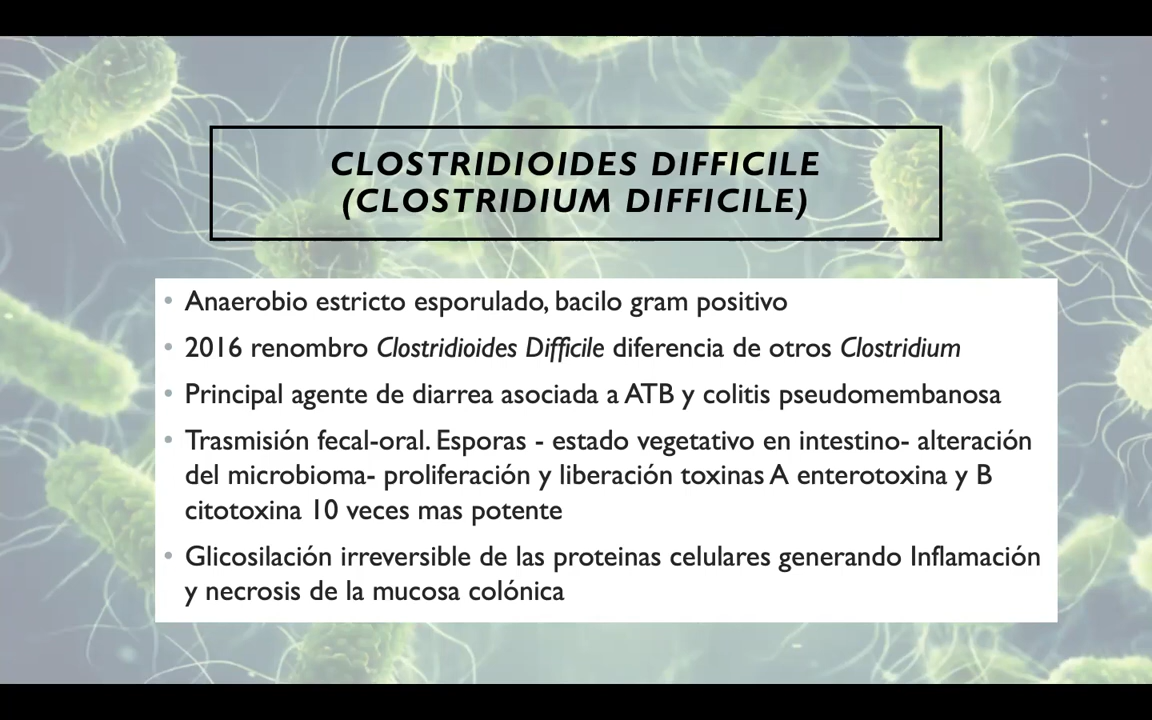 CLOSTRIDIOIDES DIFFICILE
(CLOSTRIDIUM DIFFICILE)
• Anaerobio estricto esporulado, bacilo gram positivo
• 2016 renombro Clostridioides Difficile diferencia de otros Clostridium
• Principal agente de diarrea asociada a ATB y colitis pseudomembanosa
• Trasmisión fecal-oral. Esporas - estado vegetativo en intestino- alteración
del microbioma- proliferación y liberación toxinas A enterotoxina y B
citotoxina 10 veces mas potente
• Glicosilación irreversible de las proteinas celulares generando Inflamación
y necrosis de la mucosa colónica